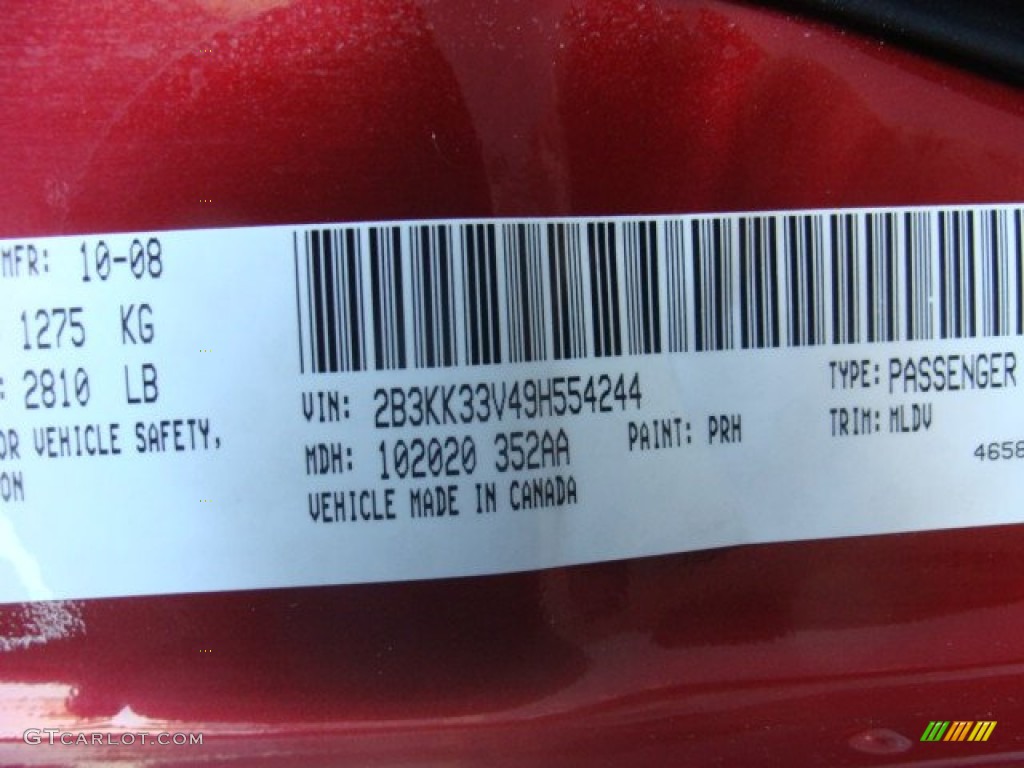 MFR: 10-08
1275 KG
2810 LB
OR VEHICLE SAFETY,
ON
VIN: 2B3KK33V49H554244
TYPE: PASSENGER
MDH: 102020 352AA
PAINT: PRH
TRIM: MLDV
VEHICLE MADE IN CANADA
4658
GTCARLOT.COM